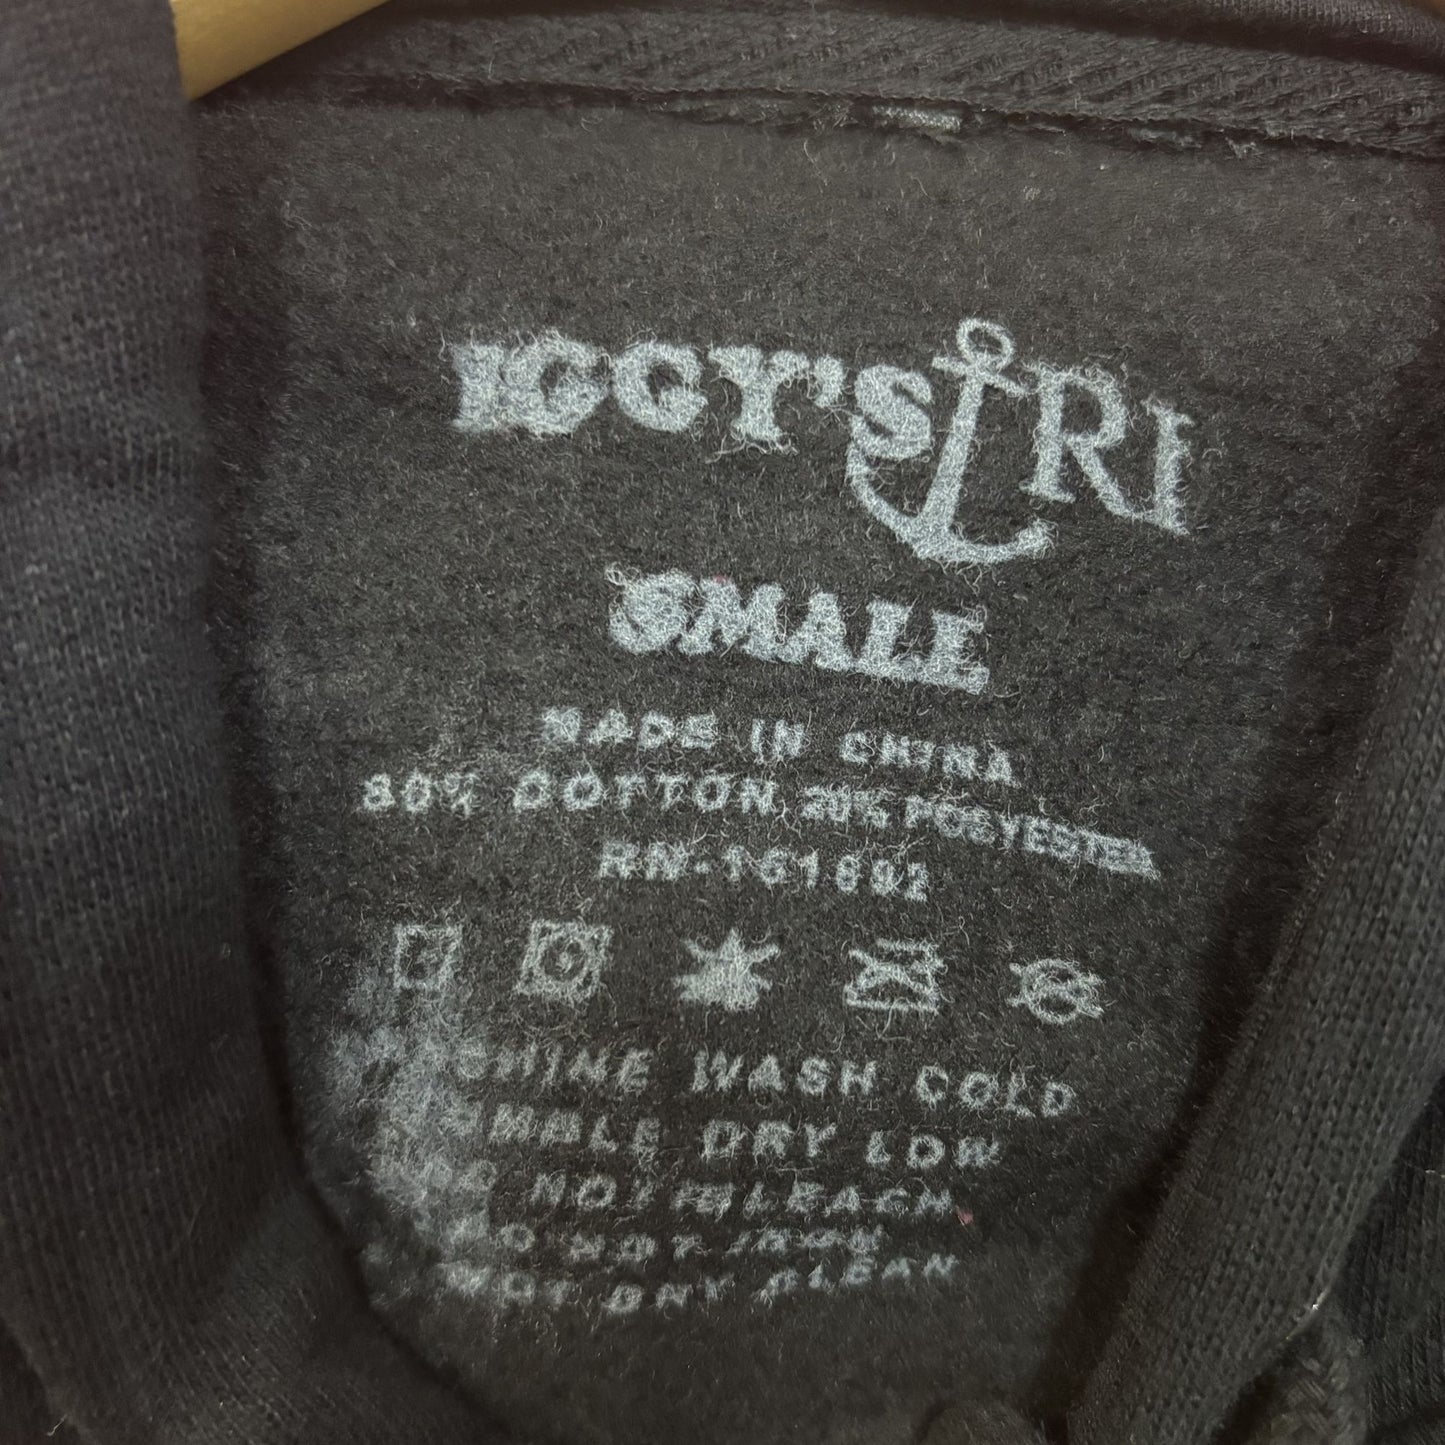 IGGY'S RI
SMALL
MADE IN CHINA
80% COTTON, 20% POLYESTER
RN-161692
MACHINE WASH COLD
TUMBLE DRY LOW
DO NOT BLEACH
DO NOT IRON
NOT DRY CLEAN